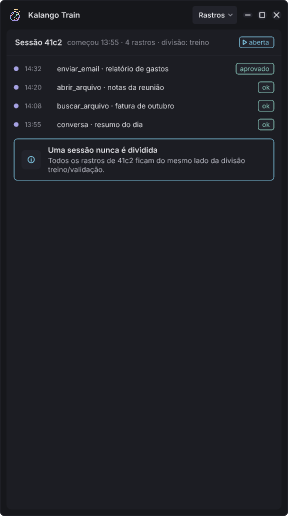 Kalango Train
Rastros
Sessão 41c2 começou 13:55 · 4 rastros · divisão: treino aberta
14:32 enviar_email · relatório de gastos aprovado
14:20 abrir_arquivo · notas da reunião ok
14:08 buscar_arquivo · fatura de outubro ok
13:55 conversa · resumo do dia ok
Uma sessão nunca é dividida
Todos os rastros de 41c2 ficam do mesmo lado da divisão
treino/validação.